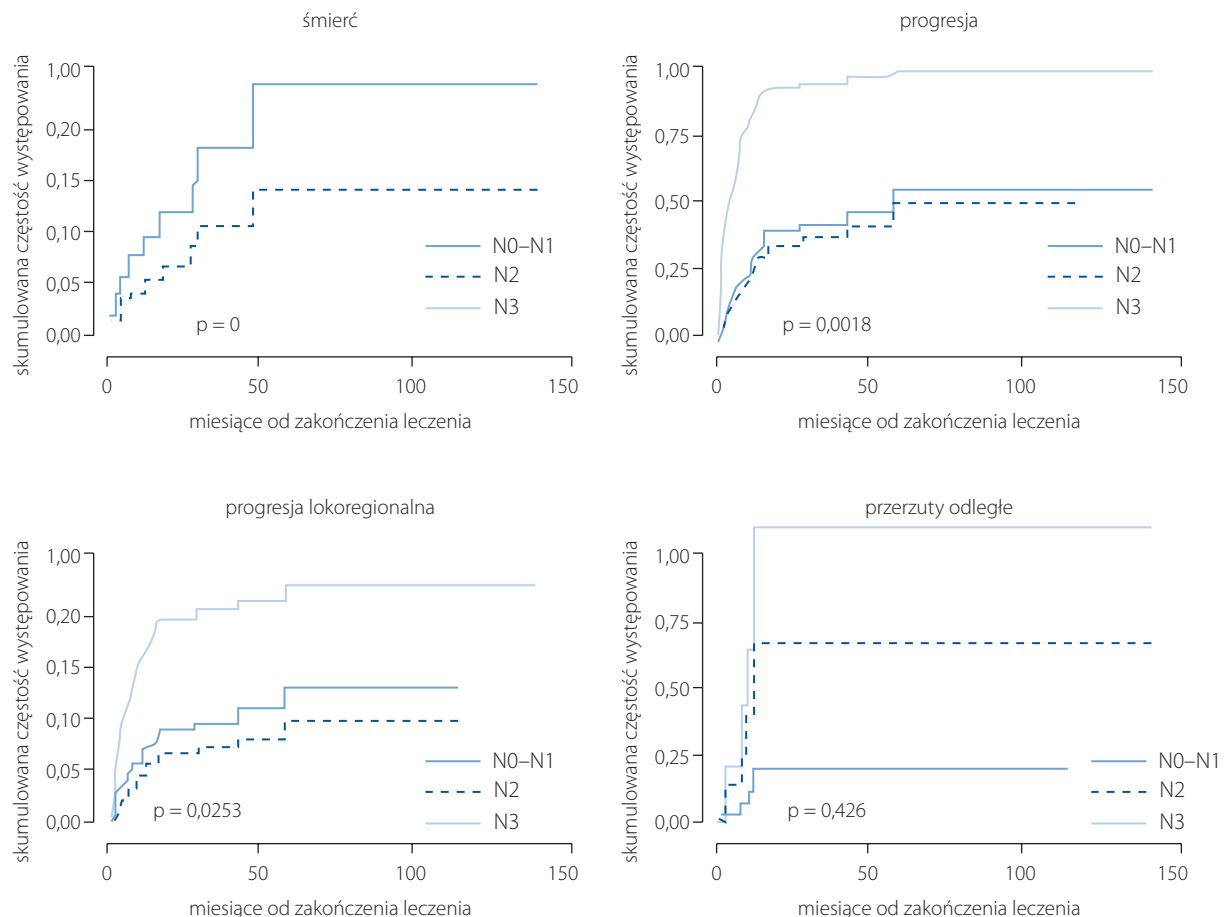 śmierć
skumulowana częstość występowania
1,00
0,20
0,15
0,10
0,05
0,00
N0–N1
N2
N3
p = 0
0
50
100
150
miesiące od zakończenia leczenia
progresja
skumulowana częstość występowania
1,00
0,75
0,50
0,25
0,00
N0–N1
N2
N3
p = 0,0018
0
50
100
150
miesiące od zakończenia leczenia
progresja lokoregionalna
skumulowana częstość występowania
1,00
0,20
0,15
0,10
0,05
0,00
N0–N1
N2
N3
p = 0,0253
0
50
100
150
miesiące od zakończenia leczenia
przerzuty odległe
skumulowana częstość występowania
1,00
0,75
0,50
0,25
0,00
N0–N1
N2
N3
p = 0,426
0
50
100
150
miesiące od zakończenia leczenia